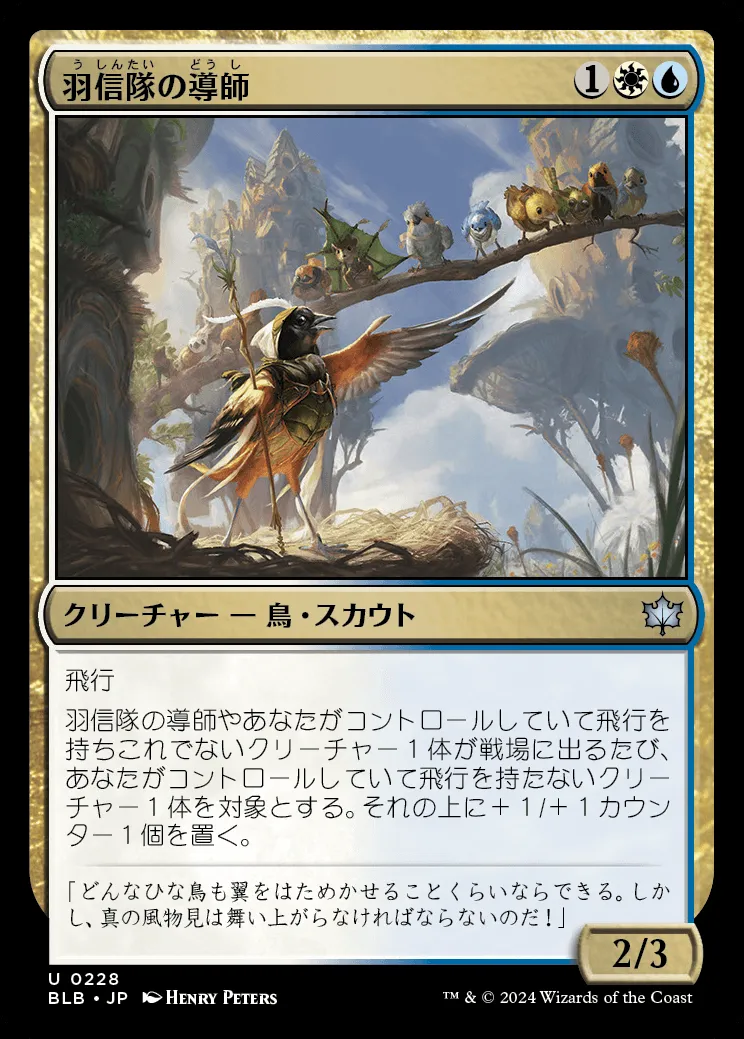 うしんたい どうし
羽信隊の導師
1
クリーチャー — 鳥・スカウト
飛行
羽信隊の導師やあなたがコントロールしていて飛行を
持ちこれでないクリーチャー1体が戦場に出るたび、
あなたがコントロールしていて飛行を持たないクリー
チャー1体を対象とする。それの上に+1/+1カウン
ター1個を置く。
「どんなひな鳥も翼をはためかせることくらいならできる。しか
し、真の風物見は舞い上がらなければならないのだ!」
2/3
U 0228
BLB • JP Henry Peters
™ & © 2024 Wizards of the Coast